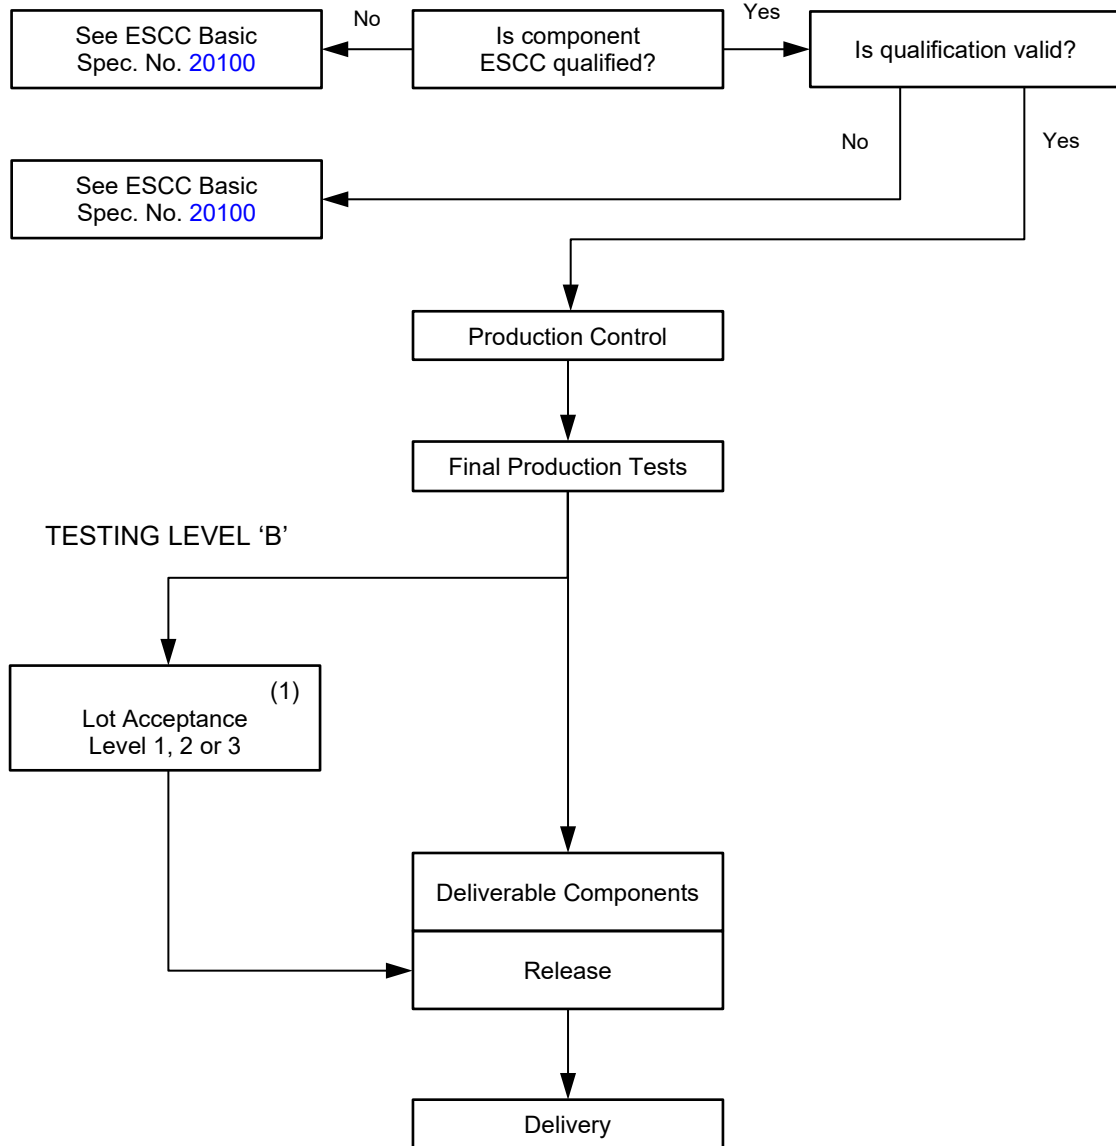 No
Yes
See ESCC Basic
Spec. No. 20100
Is component
ESCC qualified?
Is qualification valid?
No
Yes
See ESCC Basic
Spec. No. 20100
Production Control
Final Production Tests
TESTING LEVEL ‘B’
(1)
Lot Acceptance
Level 1, 2 or 3
Deliverable Components
Release
Delivery